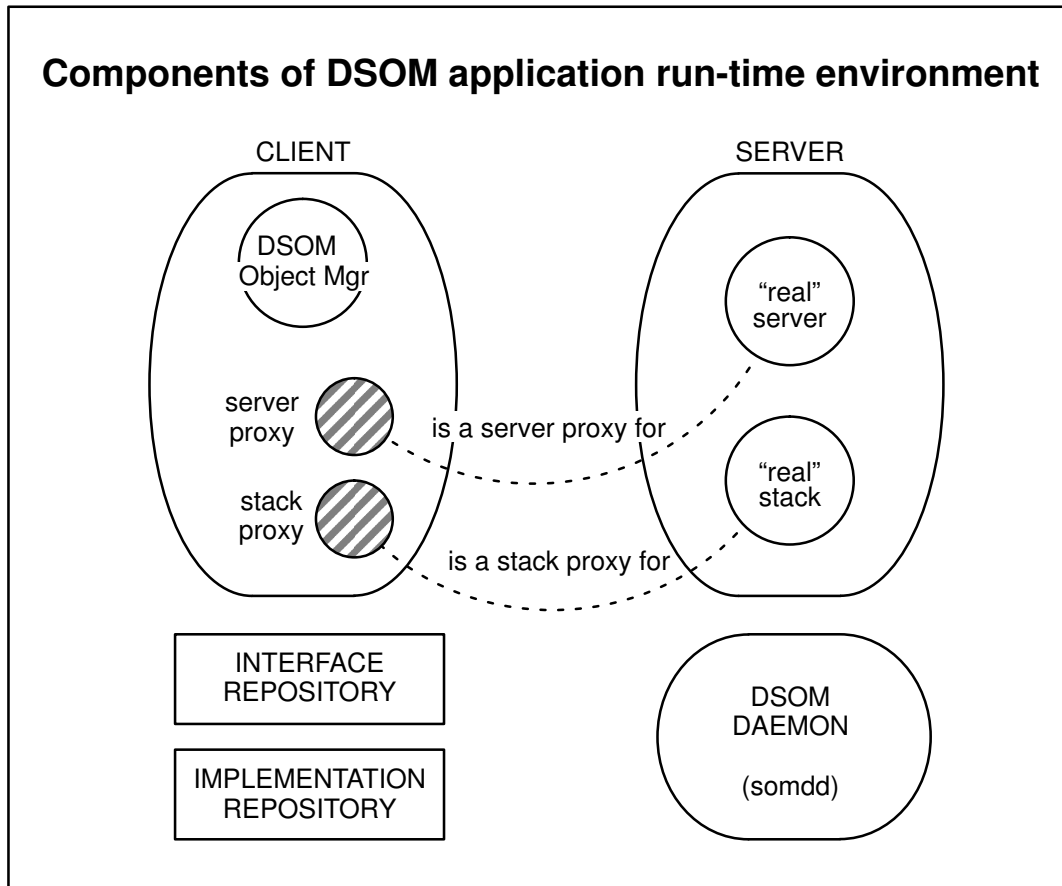 Components of DSOM application run-time environment
CLIENT
SERVER
DSOM
Object Mgr
“real”
server
server
proxy
is a server proxy for
“real”
stack
stack
proxy
is a stack proxy for
INTERFACE
REPOSITORY
DSOM
DAEMON
(somdd)
IMPLEMENTATION
REPOSITORY